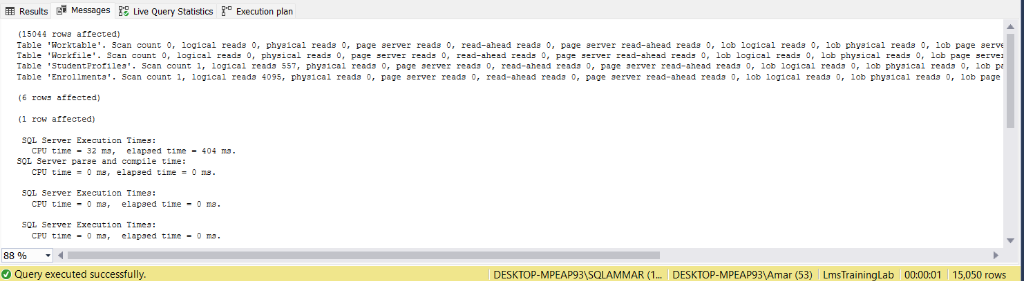 Results Messages Live Query Statistics Execution plan
(15044 rows affected)
Table 'Worktable'. Scan count 0, logical reads 0, physical reads 0, page server reads 0, read-ahead reads 0, page server read-ahead reads 0, lob logical reads 0, lob physical reads 0, lob page serve
Table 'Workfile'. Scan count 0, logical reads 0, physical reads 0, page server reads 0, read-ahead reads 0, page server read-ahead reads 0, lob logical reads 0, lob physical reads 0, lob page server
Table 'StudentProfiles'. Scan count 1, logical reads 557, physical reads 0, page server reads 0, read-ahead reads 0, page server read-ahead reads 0, lob logical reads 0, lob physical reads 0, lob pa
Table 'Enrollments'. Scan count 1, logical reads 4095, physical reads 0, page server reads 0, read-ahead reads 0, page server read-ahead reads 0, lob logical reads 0, lob physical reads 0, lob page
(6 rows affected)
(1 row affected)
SQL Server Execution Times:
CPU time = 32 ms, elapsed time = 404 ms.
SQL Server parse and compile time:
CPU time = 0 ms, elapsed time = 0 ms.
SQL Server Execution Times:
CPU time = 0 ms, elapsed time = 0 ms.
SQL Server Execution Times:
CPU time = 0 ms, elapsed time = 0 ms.
88 %
Query executed successfully. DESKTOP-MPEAP93\SQLAMMAR (1... DESKTOP-MPEAP93\Amar (53) LmsTrainingLab 00:00:01 15,050 rows